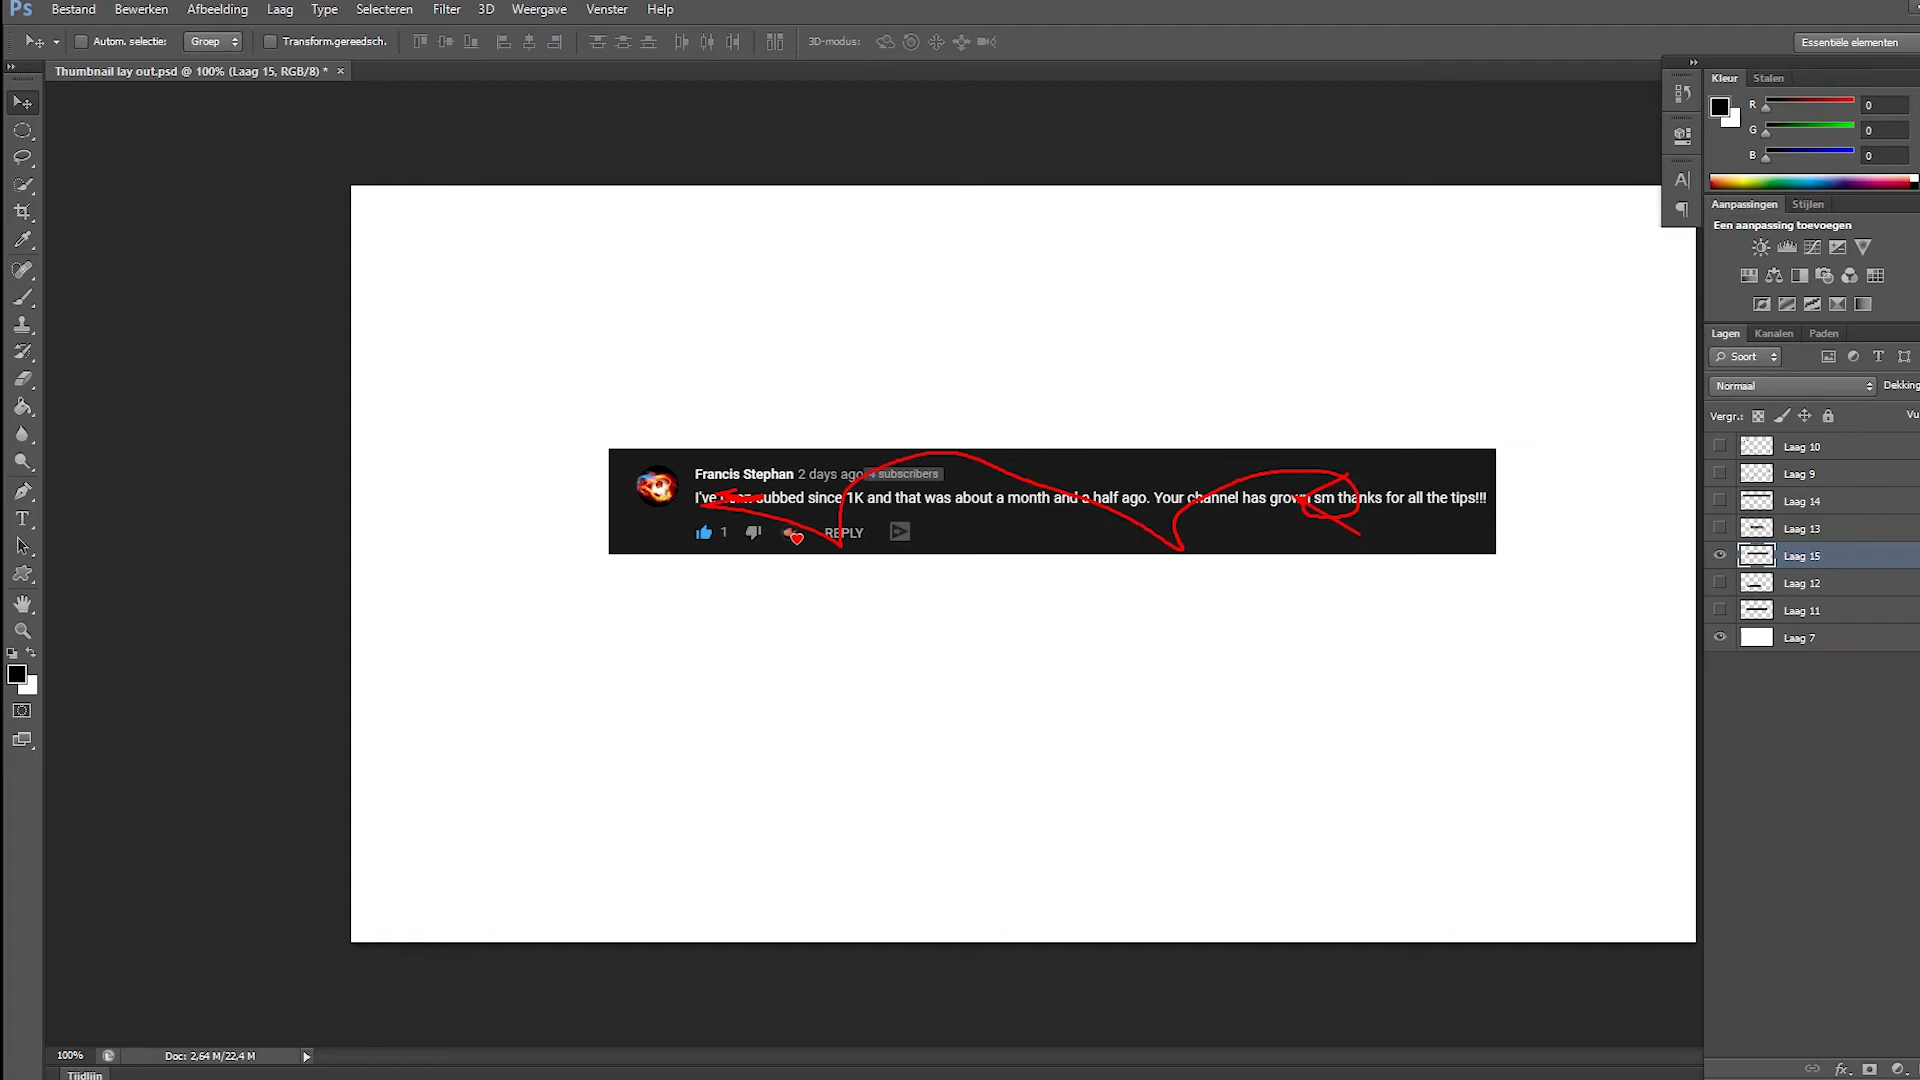 Ps Bestand Bewerken Afbeelding Laag Type Selecteren Filter 3D Weergave Venster Help
Autom. selectie: Groep Transform.gereedsch. 3D-modus: Essentiële elementen
Thumbnail lay out.psd @ 100% (Laag 15, RGB/8) * ×
Kleur Stalen
R 0
G 0
B 0
Aanpassingen Stijlen
Een aanpassing toevoegen
Lagen Kanalen Paden
Soort
Normaal Dekking
Vergr.: Vu
Laag 10
Laag 9
Laag 14
Laag 13
Laag 15
Laag 12
Laag 11
Laag 7
Francis Stephan 2 days ago 4 subscribers
I've been subbed since 1K and that was about a month and a half ago. Your channel has grown sm thanks for all the tips!!!
1 REPLY
100% Doc: 2,64 M/22,4 M
Tijdlijn
fx